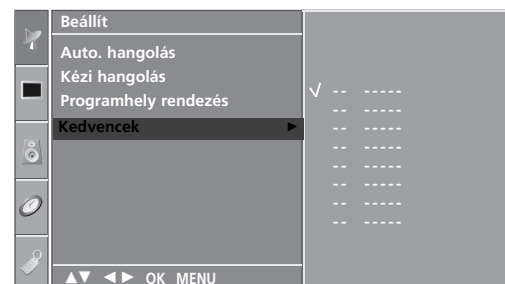 Beállít
Auto. hangolás
Kézi hangolás
Programhely rendezés
Kedvencek ►
√ -- -----
-- -----
-- -----
-- -----
-- -----
-- -----
-- -----
-- -----
▲▼ ◄► OK MENU